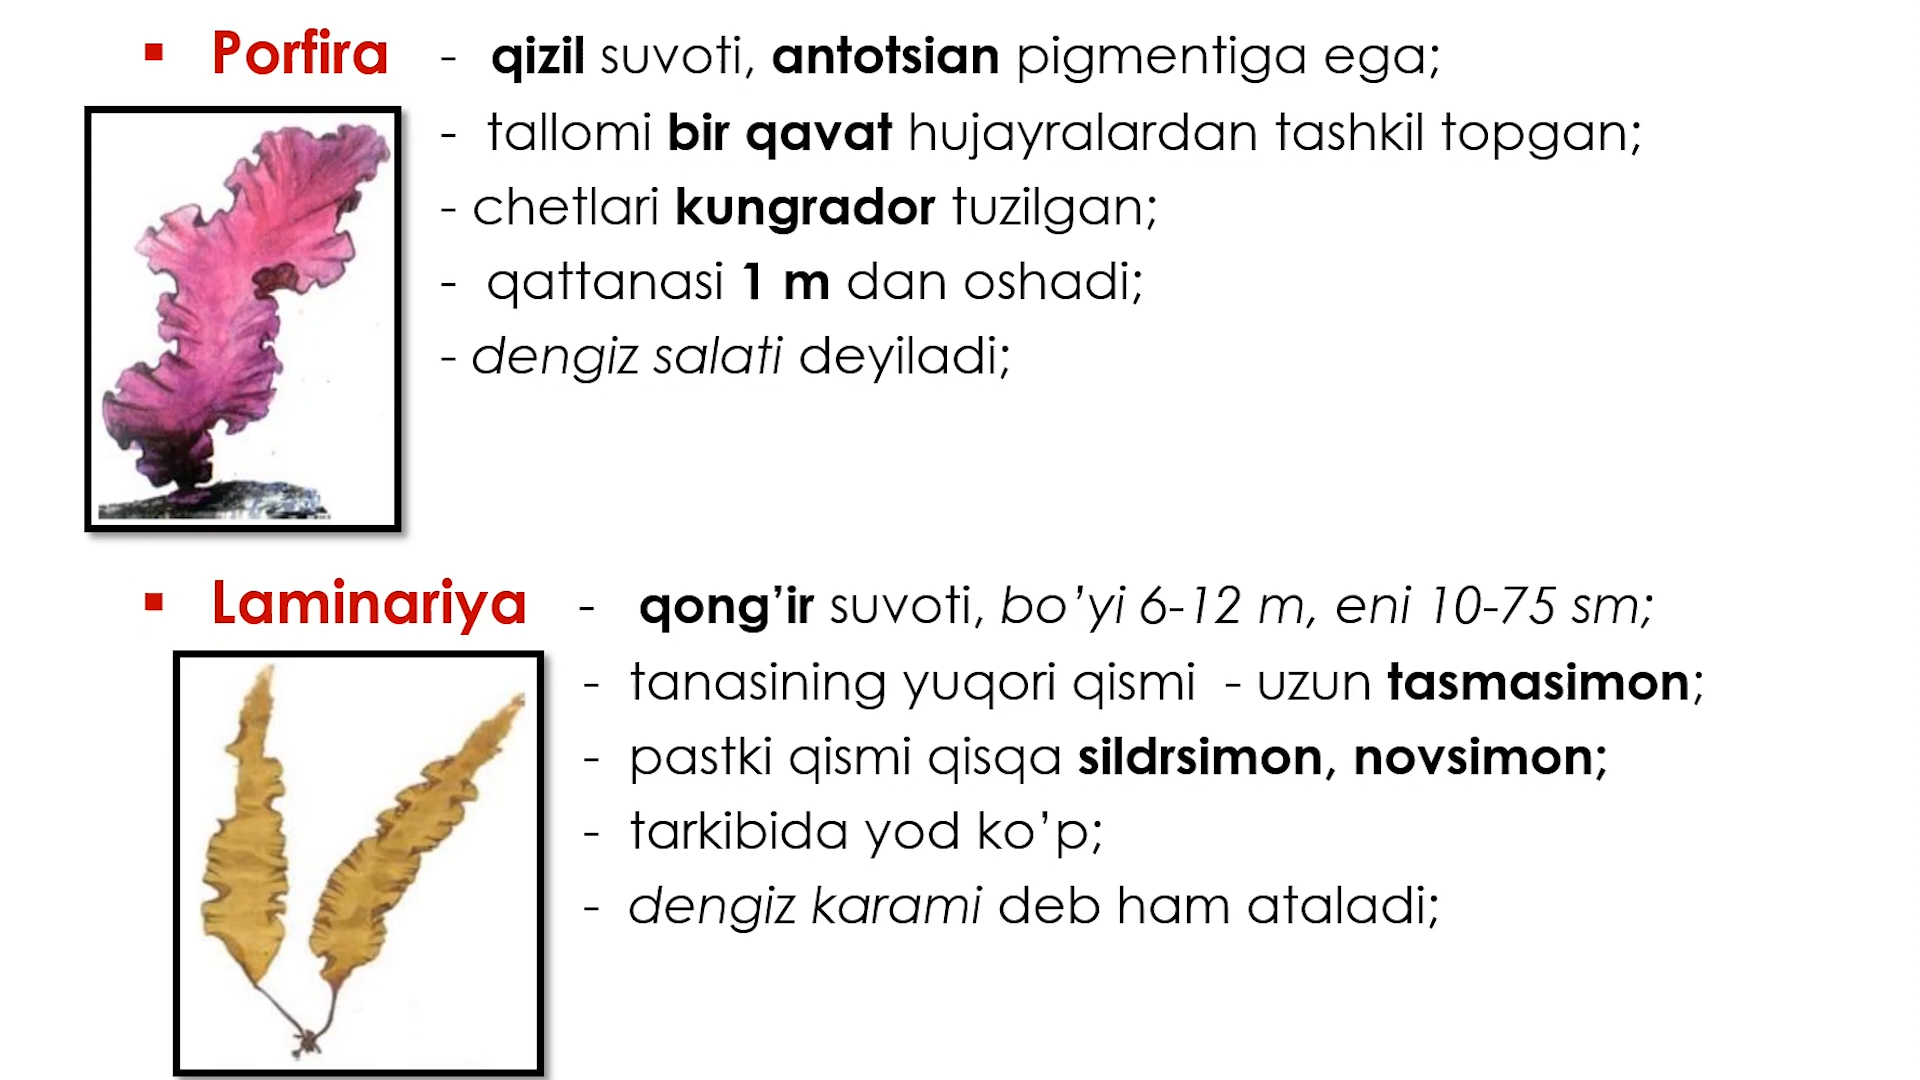 ▪ Porfira - qizil suvoti, antotsian pigmentiga ega;
- tallomi bir qavat hujayralardan tashkil topgan;
- chetlari kungrador tuzilgan;
- qattanasi 1 m dan oshadi;
- dengiz salati deyiladi;
▪ Laminariya - qong’ir suvoti, bo’yi 6-12 m, eni 10-75 sm;
- tanasining yuqori qismi - uzun tasmasimon;
- pastki qismi qisqa sildrsimon, novsimon;
- tarkibida yod ko’p;
- dengiz karami deb ham ataladi;